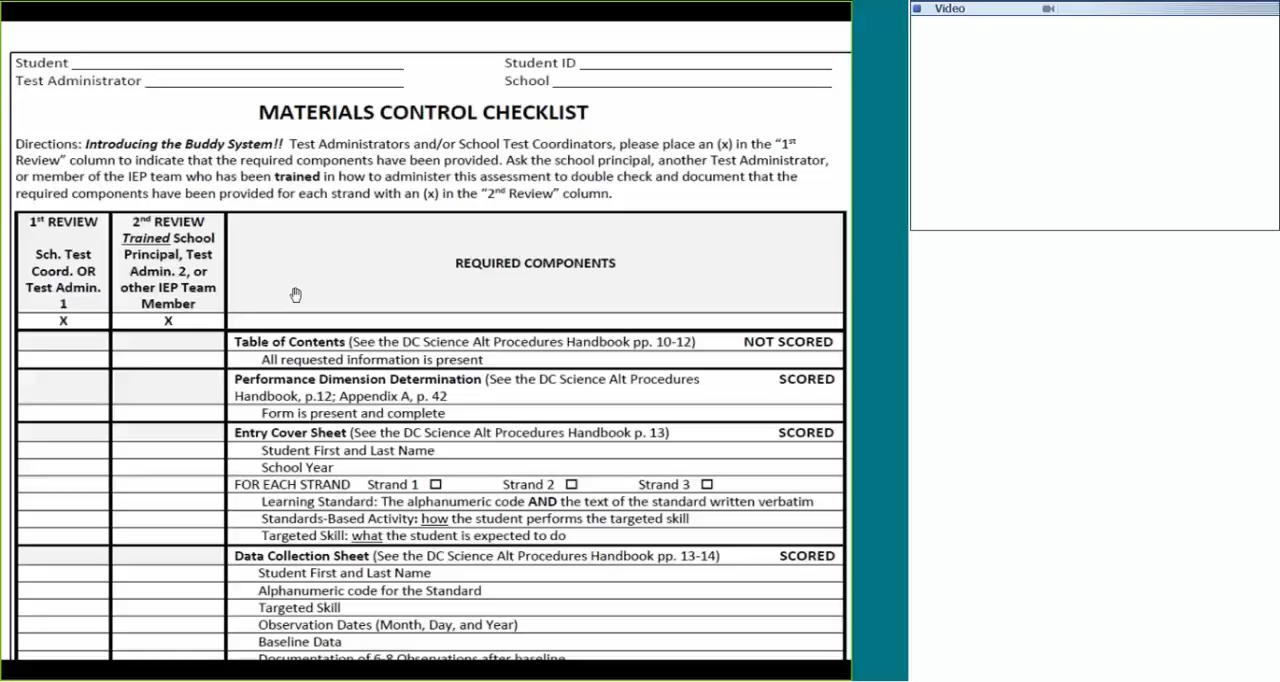 Video
Student
Student ID
Test Administrator
School
MATERIALS CONTROL CHECKLIST
Directions: Introducing the Buddy System!! Test Administrators and/or School Test Coordinators, please place an (x) in the "1st
Review" column to indicate that the required components have been provided. Ask the school principal, another Test Administrator,
or member of the IEP team who has been trained in how to administer this assessment to double check and document that the
required components have been provided for each strand with an (x) in the "2nd Review" column.
1st REVIEW
Sch. Test
Coord. OR
Test Admin.
1
2nd REVIEW
Trained School
Principal, Test
Admin. 2, or
other IEP Team
Member
REQUIRED COMPONENTS
X
X
Table of Contents (See the DC Science Alt Procedures Handbook pp. 10-12) NOT SCORED
All requested information is present
Performance Dimension Determination (See the DC Science Alt Procedures SCORED
Handbook, p.12; Appendix A, p. 42
Form is present and complete
Entry Cover Sheet (See the DC Science Alt Procedures Handbook p. 13) SCORED
Student First and Last Name
School Year
FOR EACH STRAND Strand 1 Strand 2 Strand 3
Learning Standard: The alphanumeric code AND the text of the standard written verbatim
Standards-Based Activity: how the student performs the targeted skill
Targeted Skill: what the student is expected to do
Data Collection Sheet (See the DC Science Alt Procedures Handbook pp. 13-14) SCORED
Student First and Last Name
Alphanumeric code for the Standard
Targeted Skill
Observation Dates (Month, Day, and Year)
Baseline Data
Documentation of 6-8 Observations after baseline